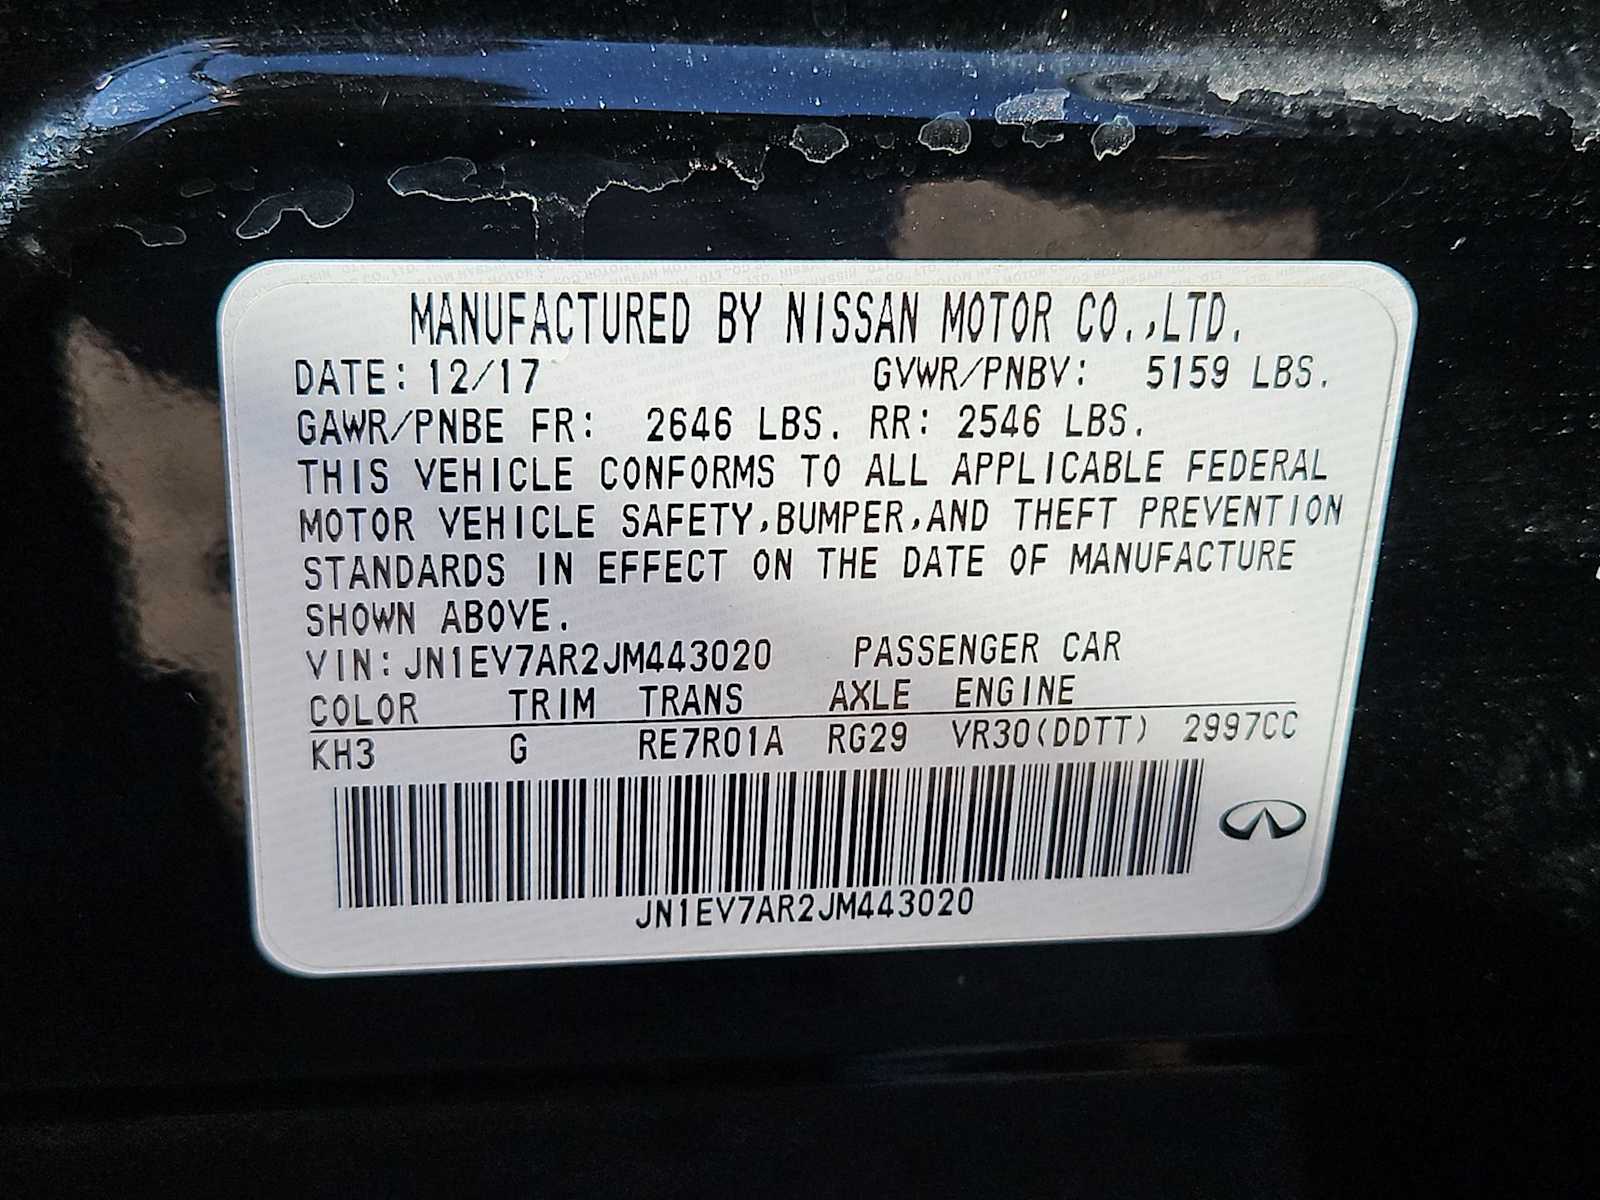 MANUFACTURED BY NISSAN MOTOR CO.,LTD.
DATE: 12/17 GVWR/PNBV: 5159 LBS.
GAWR/PNBE FR: 2646 LBS. RR: 2546 LBS.
THIS VEHICLE CONFORMS TO ALL APPLICABLE FEDERAL
MOTOR VEHICLE SAFETY,BUMPER,AND THEFT PREVENTION
STANDARDS IN EFFECT ON THE DATE OF MANUFACTURE
SHOWN ABOVE.
VIN:JN1EV7AR2JM443020 PASSENGER CAR
COLOR TRIM TRANS AXLE ENGINE
KH3 G RE7R01A RG29 VR30(DDTT) 2997CC
JN1EV7AR2JM443020